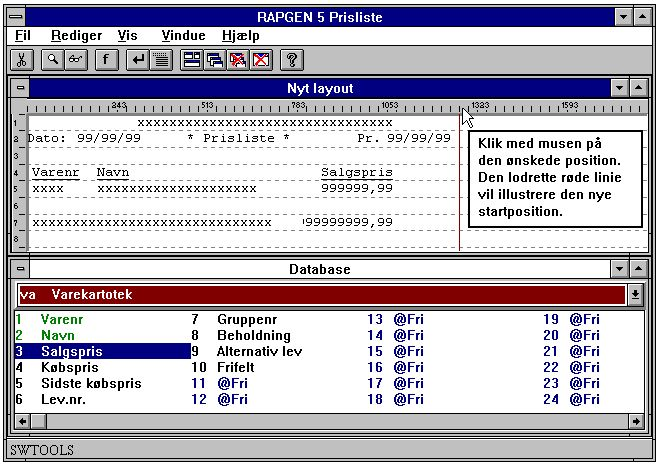 RAPGEN 5 Prisliste
Fil Rediger Vis Vindue Hjælp
f ?
Nyt layout
243 513 783 1053 1323 1593
1 xxxxxxxxxxxxxxxxxxxxxxxxxxxxxxxx
2 Dato: 99/99/99 * Prisliste * Pr. 99/99/99
3
4 Varenr Navn Salgspris
5 xxxx xxxxxxxxxxxxxxxxxxxx 999999,99
6
7 xxxxxxxxxxxxxxxxxxxxxxxxxxxxxx 99999999,99
8
Klik med musen på
den ønskede position.
Den lodrette røde linie
vil illustrere den nye
startposition.
Database
va Varekartotek
1 Varenr 7 Gruppenr 13 @Fri 19 @Fri
2 Navn 8 Beholdning 14 @Fri 20 @Fri
3 Salgspris 9 Alternativ lev 15 @Fri 21 @Fri
4 Købspris 10 Frifelt 16 @Fri 22 @Fri
5 Sidste købspris 11 @Fri 17 @Fri 23 @Fri
6 Lev.nr. 12 @Fri 18 @Fri 24 @Fri
SWTOOLS